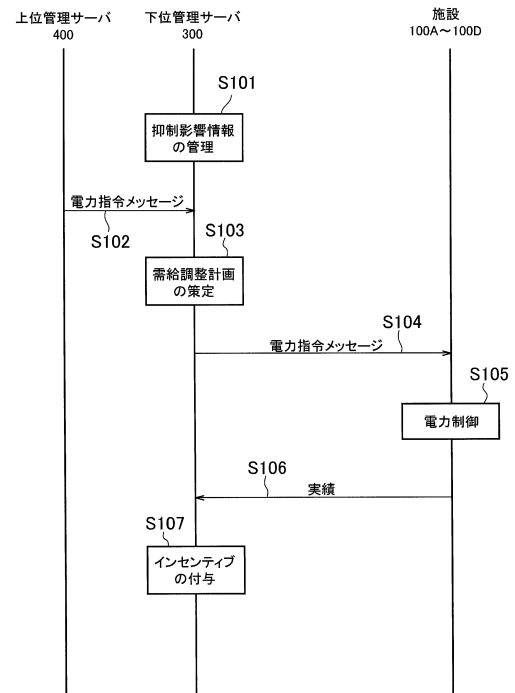 上位管理サーバ
400
下位管理サーバ
300
施設
100A～100D
S101
抑制影響情報
の管理
電力指令メッセージ
S102
S103
需給調整計画
の策定
S104
電力指令メッセージ
S105
電力制御
S106
実績
S107
インセンティブ
の付与